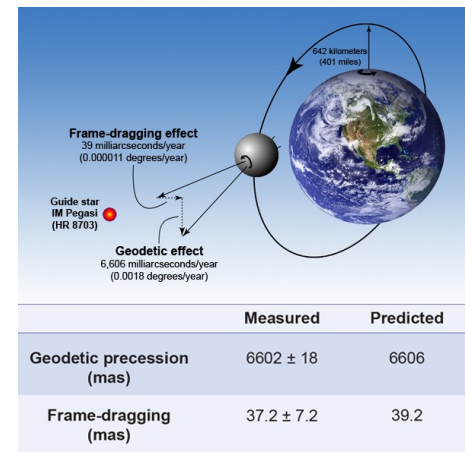 642 kilometers
(401 miles)
Frame-dragging effect
39 milliarcseconds/year
(0.000011 degrees/year)
Guide star
IM Pegasi
(HR 8703)
Geodetic effect
6,606 milliarcseconds/year
(0.0018 degrees/year)
Measured Predicted
Geodetic precession
(mas)
6602 ± 18 6606
Frame-dragging
(mas)
37.2 ± 7.2 39.2